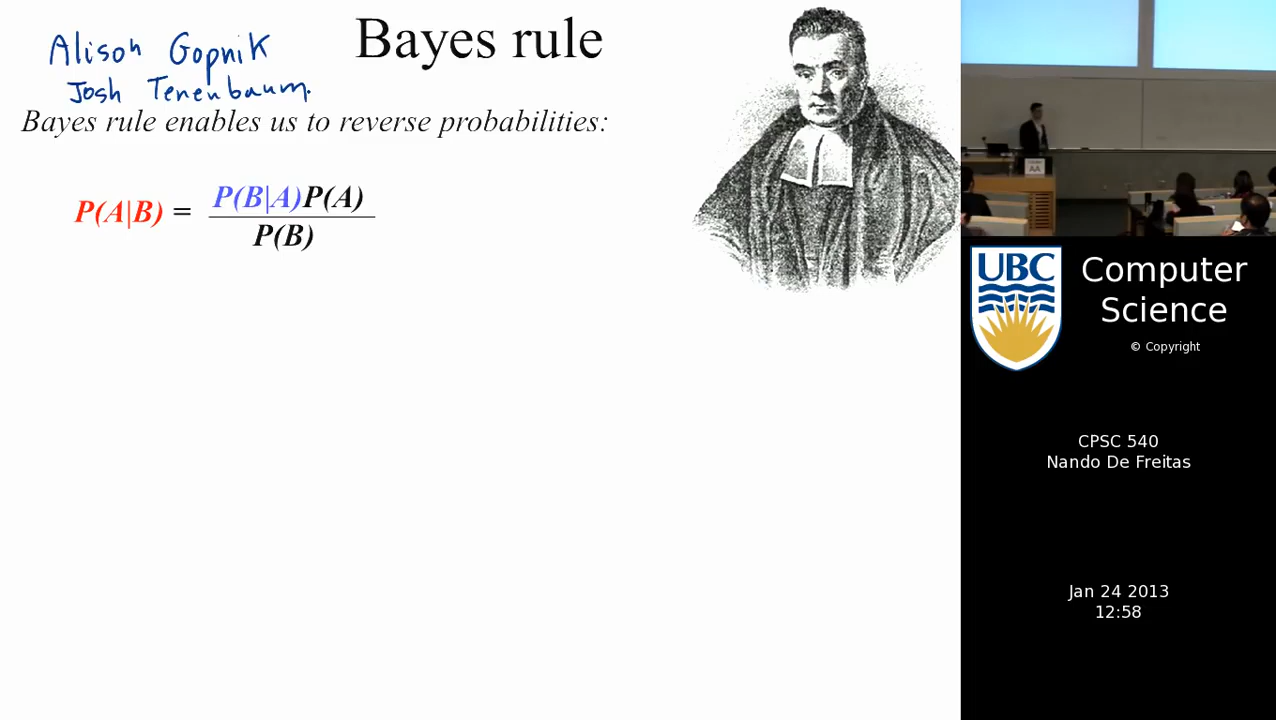 Alison Gopnik
Josh Tenenbaum.
Bayes rule
Bayes rule enables us to reverse probabilities:
P(A|B) = P(B|A)P(A)
P(B)
AA
UBC
Computer
Science
© Copyright
CPSC 540
Nando De Freitas
Jan 24 2013
12:58